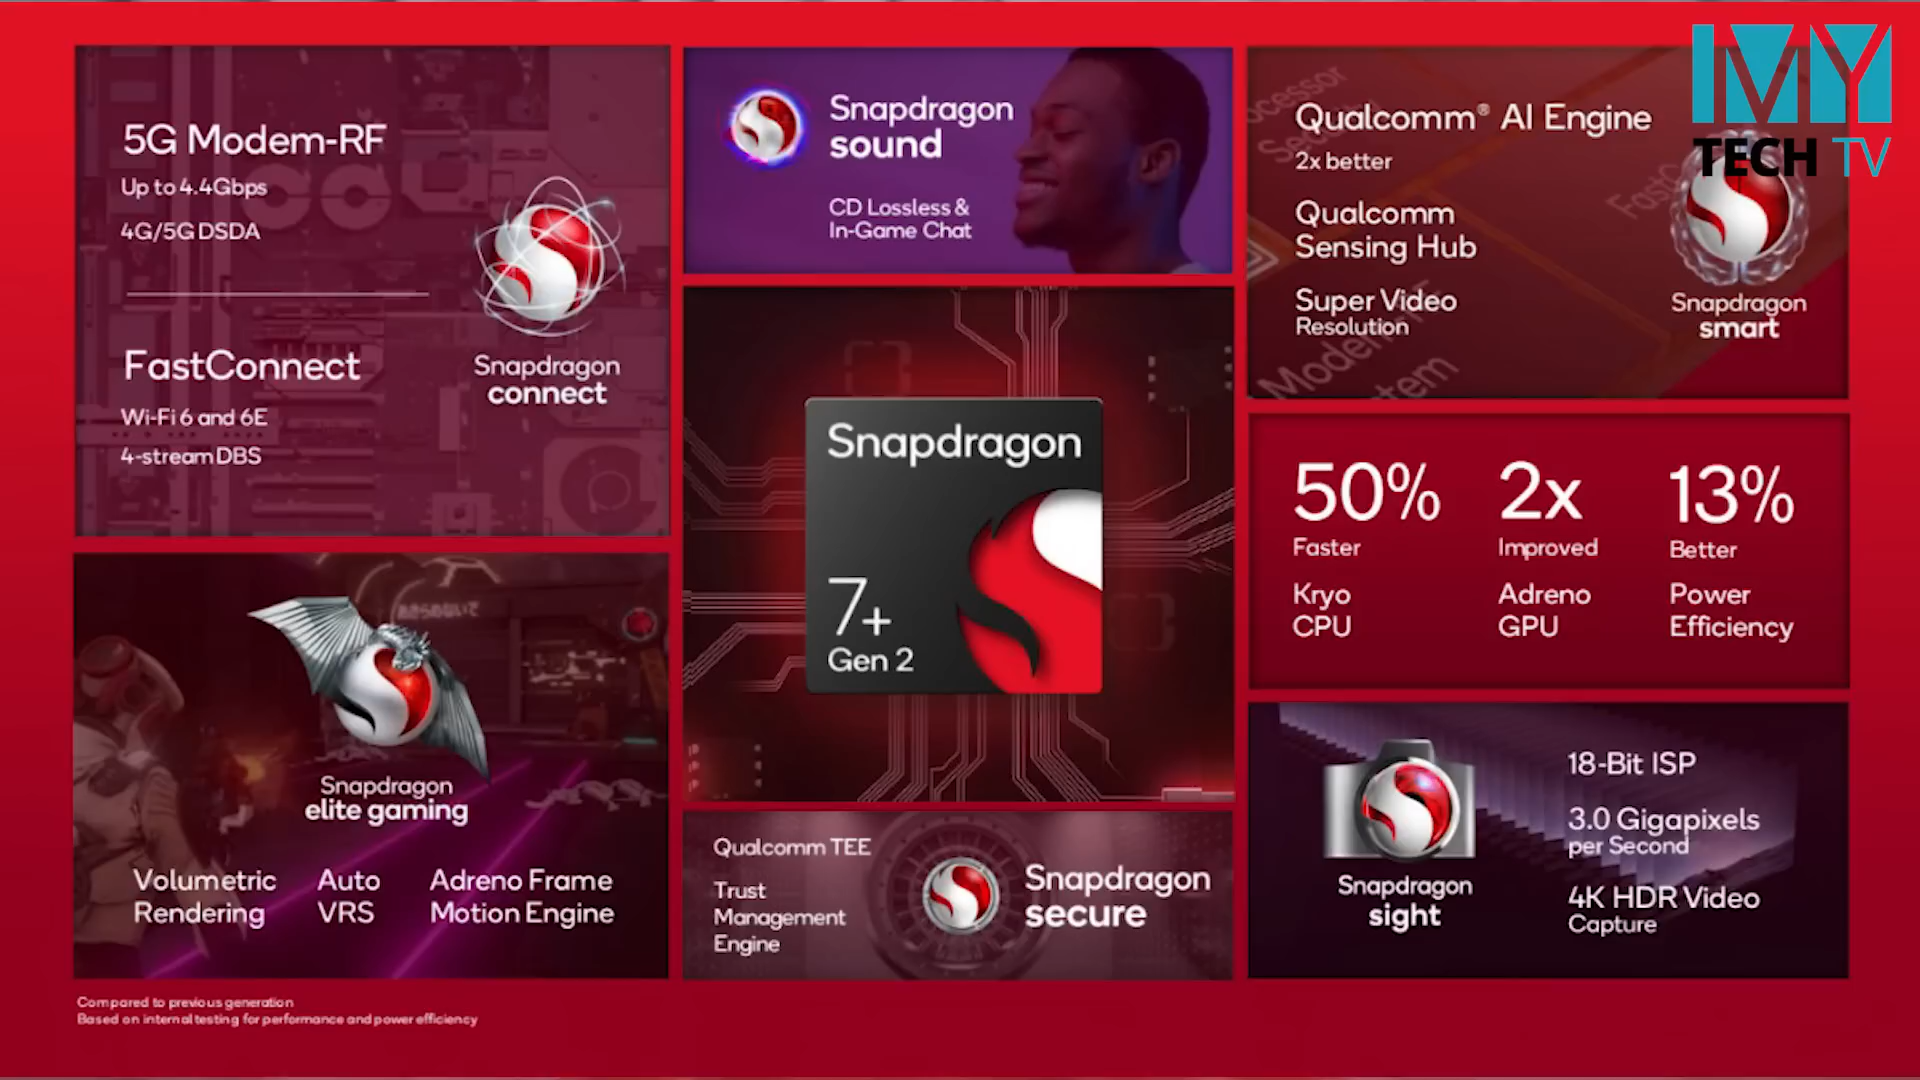 5G Modem-RF
Up to 4.4Gbps
4G/5G DSDA
FastConnect
Wi-Fi 6 and 6E
4-stream DBS
Snapdragon
connect
Snapdragon
sound
CD Lossless &
In-Game Chat
Qualcomm® AI Engine
2x better
Qualcomm
Sensing Hub
Super Video
Resolution
Snapdragon
smart
Modem-RF
MY
TECH TV
Snapdragon
7+
Gen 2
50%
Faster
Kryo
CPU
2x
Improved
Adreno
GPU
13%
Better
Power
Efficiency
Snapdragon
elite gaming
Volumetric
Rendering
Auto
VRS
Adreno Frame
Motion Engine
Qualcomm TEE
Trust
Management
Engine
Snapdragon
secure
Snapdragon
sight
18-Bit ISP
3.0 Gigapixels
per Second
4K HDR Video
Capture
Compared to previous generation
Based on internal testing for performance and power efficiency